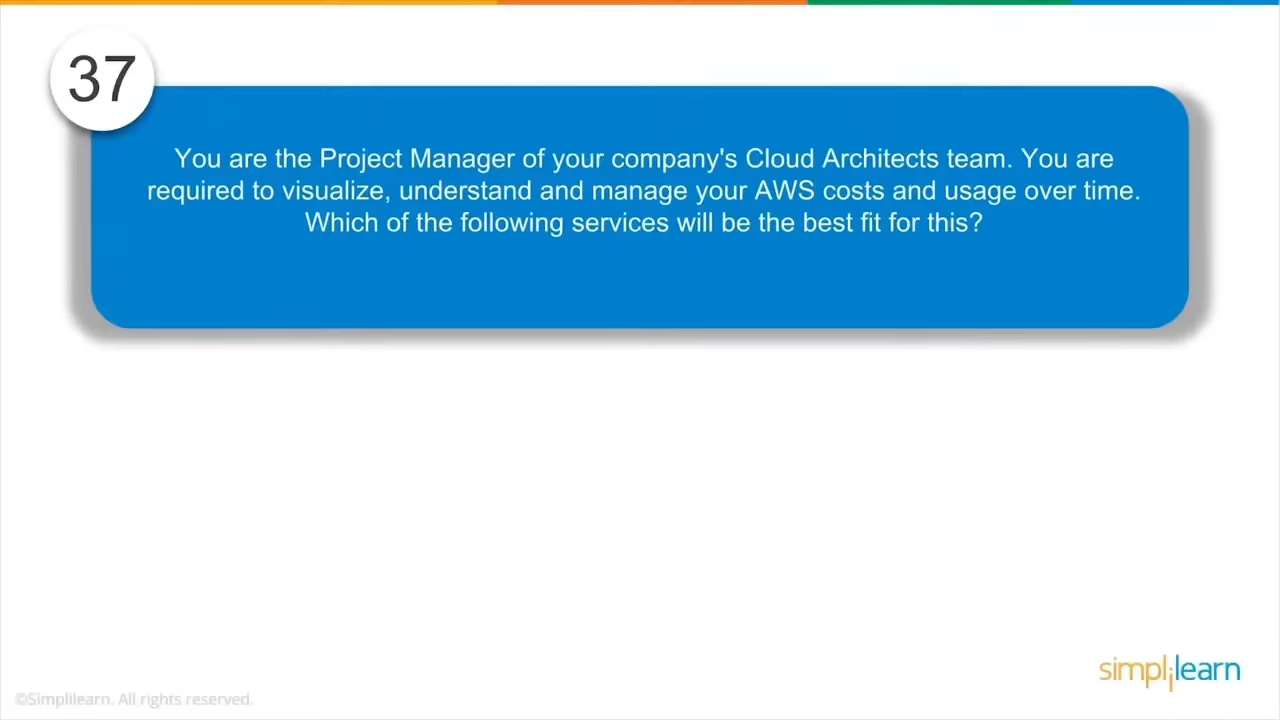 37
You are the Project Manager of your company's Cloud Architects team. You are
required to visualize, understand and manage your AWS costs and usage over time.
Which of the following services will be the best fit for this?
simplilearn
©Simplilearn. All rights reserved.